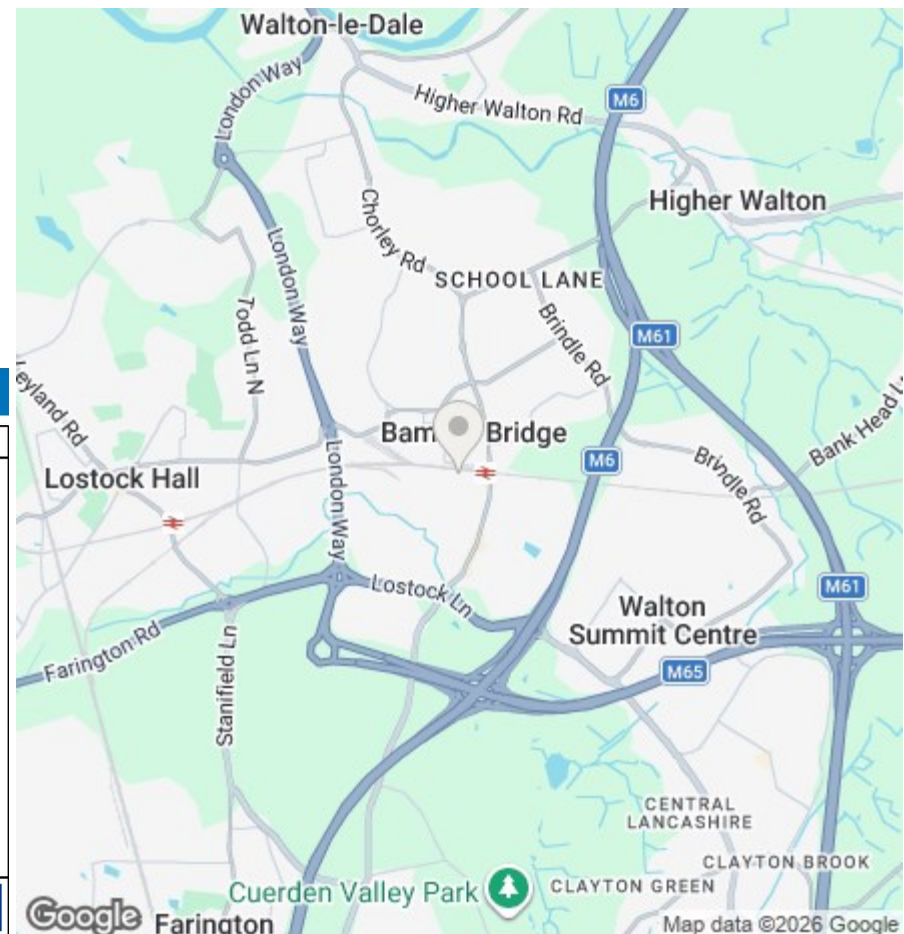 Walton-le-Dale
London Way
Higher Walton Rd
M6
Higher Walton
Chorley Rd
London Way
SCHOOL LANE
Todd Ln N
Brindle Rd
M61
Leyland Rd
Bridge
Bank Head
Lostock Hall
London Way
M6
Brindle Rd
Lostock Ln
M61
Walton
Summit Centre
Farington Rd
M65
Stanifield Ln
CENTRAL
LANCASHIRE
CLAYTON BROOK
Cuerden Valley Park
CLAYTON GREEN
Google
Farington
Map data ©2026 Google